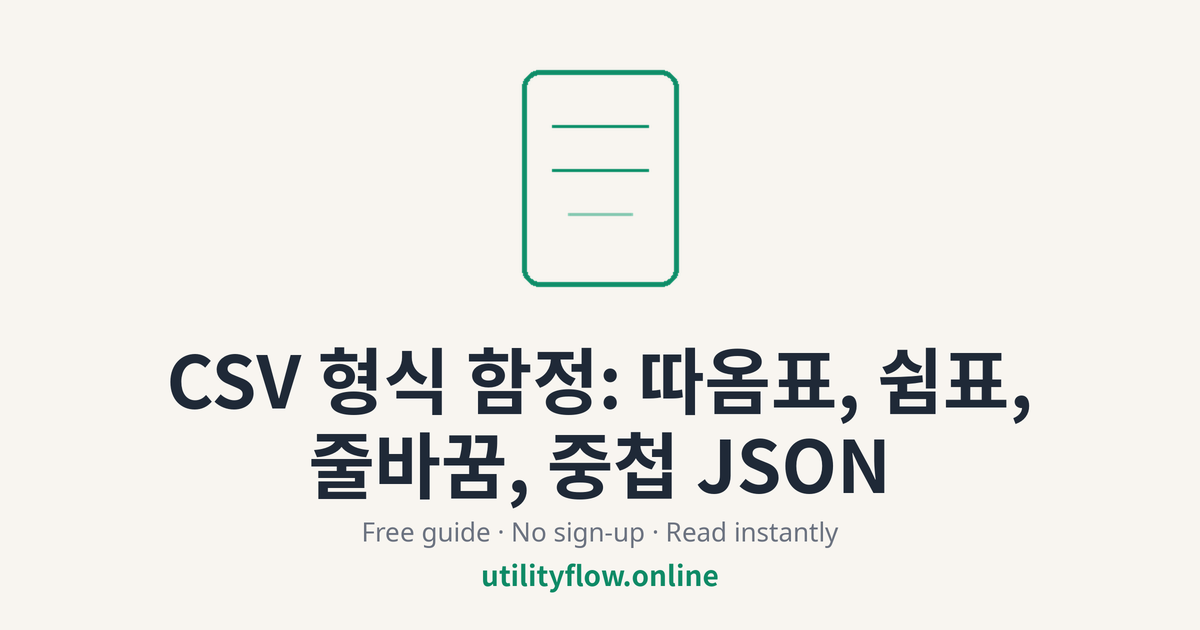 CSV 형식 함정: 따옴표, 쉼표,
줄바꿈, 중첩 JSON
Free guide · No sign-up · Read instantly
utilityflow.online